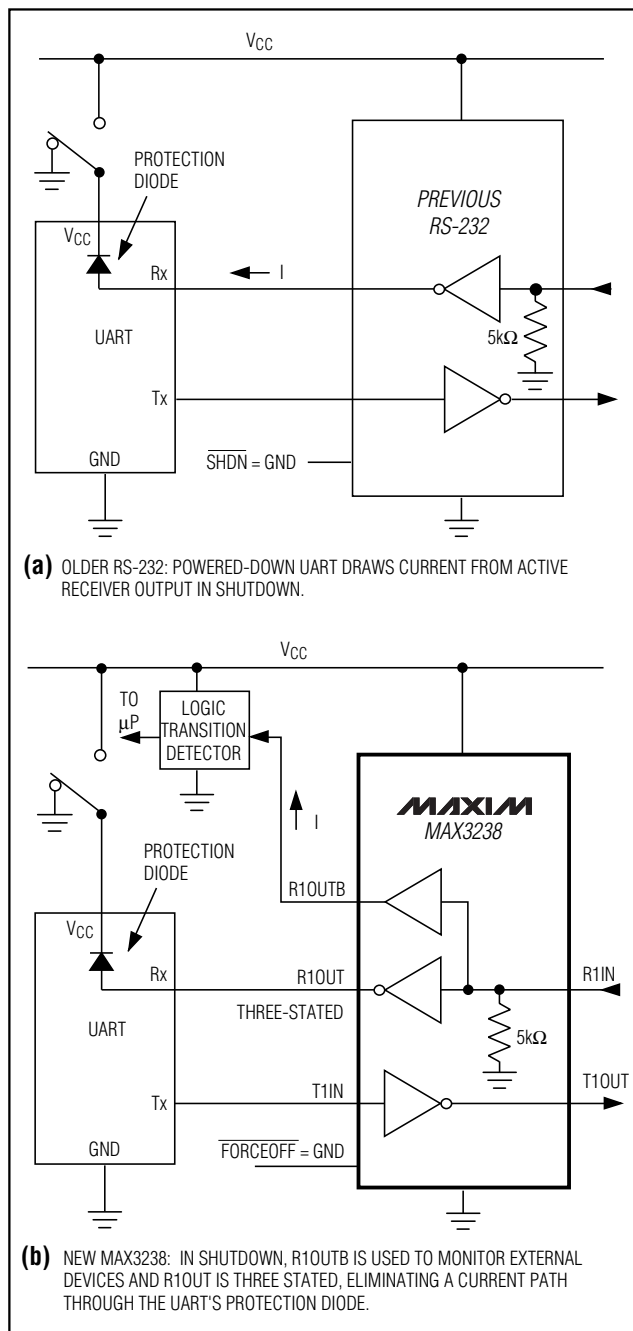 VCC
PROTECTION
DIODE
PREVIOUS
RS-232
VCC
Rx
I
5kΩ
UART
Tx
GND
SHDN = GND
(a) OLDER RS-232: POWERED-DOWN UART DRAWS CURRENT FROM ACTIVE
RECEIVER OUTPUT IN SHUTDOWN.
VCC
TO
μP
LOGIC
TRANSITION
DETECTOR
MAXIM
MAX3238
I
PROTECTION
DIODE
R1OUTB
VCC
Rx
R1OUT
R1IN
THREE-STATED
UART
5kΩ
T1IN
T1OUT
Tx
GND
FORCEOFF = GND
(b) NEW MAX3238: IN SHUTDOWN, R1OUTB IS USED TO MONITOR EXTERNAL
DEVICES AND R1OUT IS THREE STATED, ELIMINATING A CURRENT PATH
THROUGH THE UART'S PROTECTION DIODE.